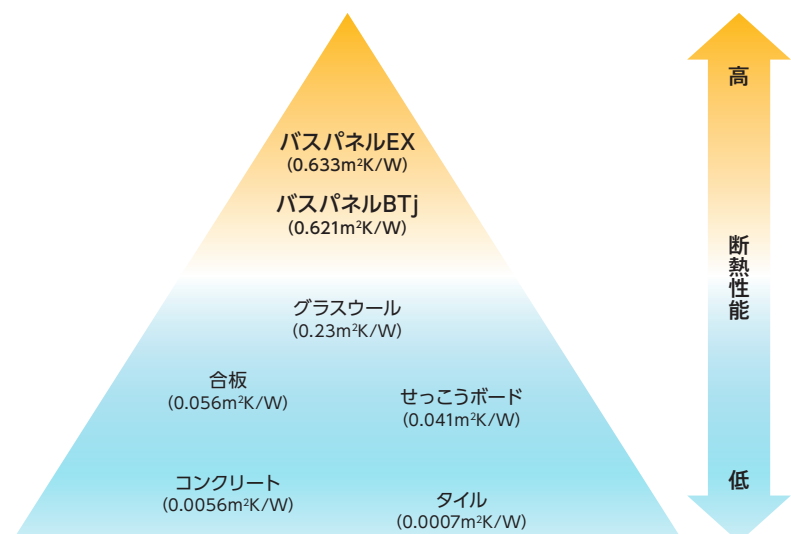 バスパネルEX
(0.633m²K/W)
バスパネルBTj
(0.621m²K/W)
グラスウール
(0.23m²K/W)
合板
(0.056m²K/W)
せっこうボード
(0.041m²K/W)
コンクリート
(0.0056m²K/W)
タイル
(0.0007m²K/W)
高
断熱性能
低